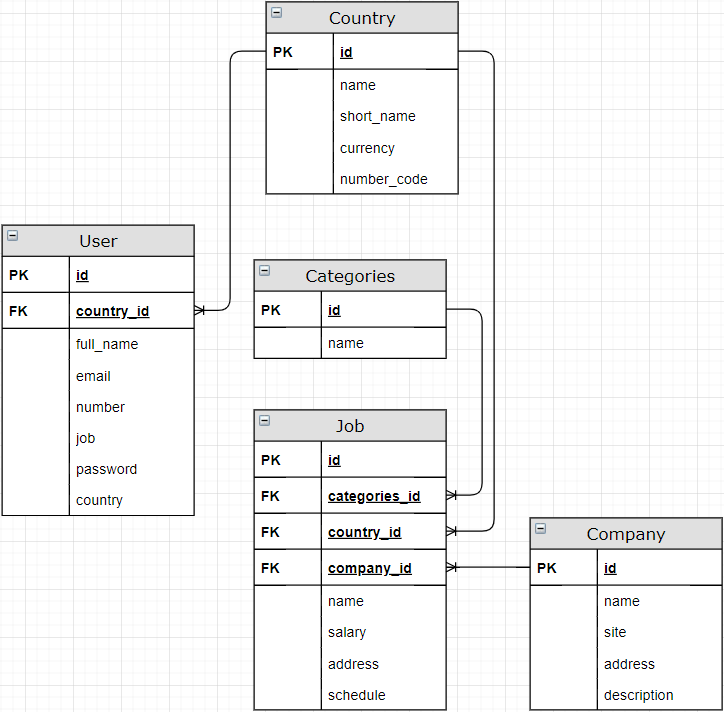 Country
PK id
name
short_name
currency
number_code
User
PK id
FK country_id
full_name
email
number
job
password
country
Categories
PK id
name
Job
PK id
FK categories_id
FK country_id
FK company_id
name
salary
address
schedule
Company
PK id
name
site
address
description